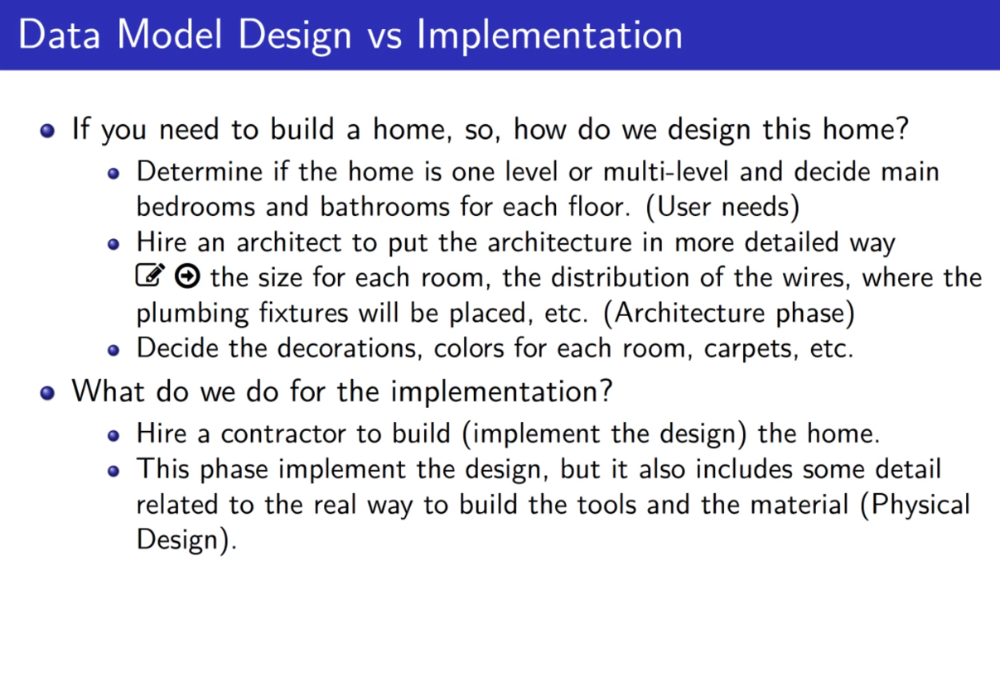 Data Model Design vs Implementation
If you need to build a home, so, how do we design this home?
Determine if the home is one level or multi-level and decide main
bedrooms and bathrooms for each floor. (User needs)
Hire an architect to put the architecture in more detailed way
the size for each room, the distribution of the wires, where the
plumbing fixtures will be placed, etc. (Architecture phase)
Decide the decorations, colors for each room, carpets, etc.
What do we do for the implementation?
Hire a contractor to build (implement the design) the home.
This phase implement the design, but it also includes some detail
related to the real way to build the tools and the material (Physical
Design).